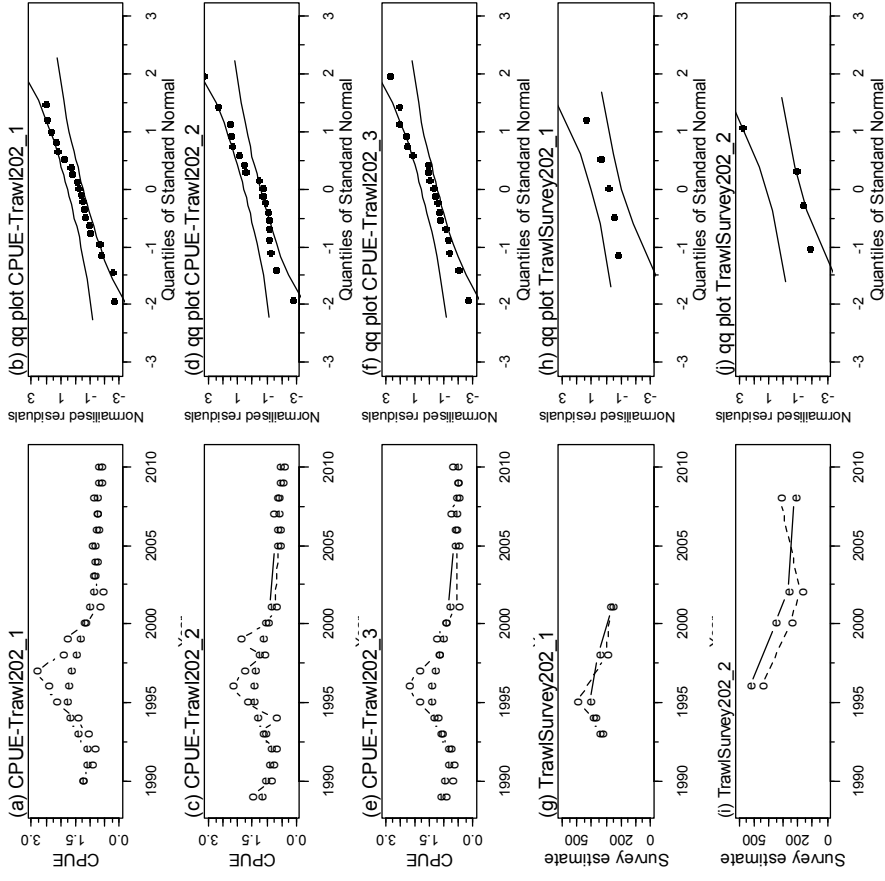 (a) CPUE-Trawl202_1
CPUE
0.0 1.5 3.0
1990 1995 2000 2005 2010
(b) qq plot CPUE-Trawl202_1
Normalised residuals
-3 -1 1 3
-3 -2 -1 0 1 2 3
Quantiles of Standard Normal
(c) CPUE-Trawl202_2
CPUE
0.0 1.5 3.0
1990 1995 2000 2005 2010
(d) qq plot CPUE-Trawl202_2
Normalised residuals
-3 -1 1 3
-3 -2 -1 0 1 2 3
Quantiles of Standard Normal
(e) CPUE-Trawl202_3
CPUE
0.0 1.5 3.0
1990 1995 2000 2005 2010
(f) qq plot CPUE-Trawl202_3
Normalised residuals
-3 -1 1 3
-3 -2 -1 0 1 2 3
Quantiles of Standard Normal
(g) TrawlSurvey202_1
Survey estimate
0 200 500
1990 1995 2000 2005 2010
(h) qq plot TrawlSurvey202_1
Normalised residuals
-3 -1 1 3
-3 -2 -1 0 1 2 3
Quantiles of Standard Normal
(i) TrawlSurvey202_2
Survey estimate
0 200 500
1990 1995 2000 2005 2010
(j) qq plot TrawlSurvey202_2
Normalised residuals
-3 -1 1 3
-3 -2 -1 0 1 2 3
Quantiles of Standard Normal